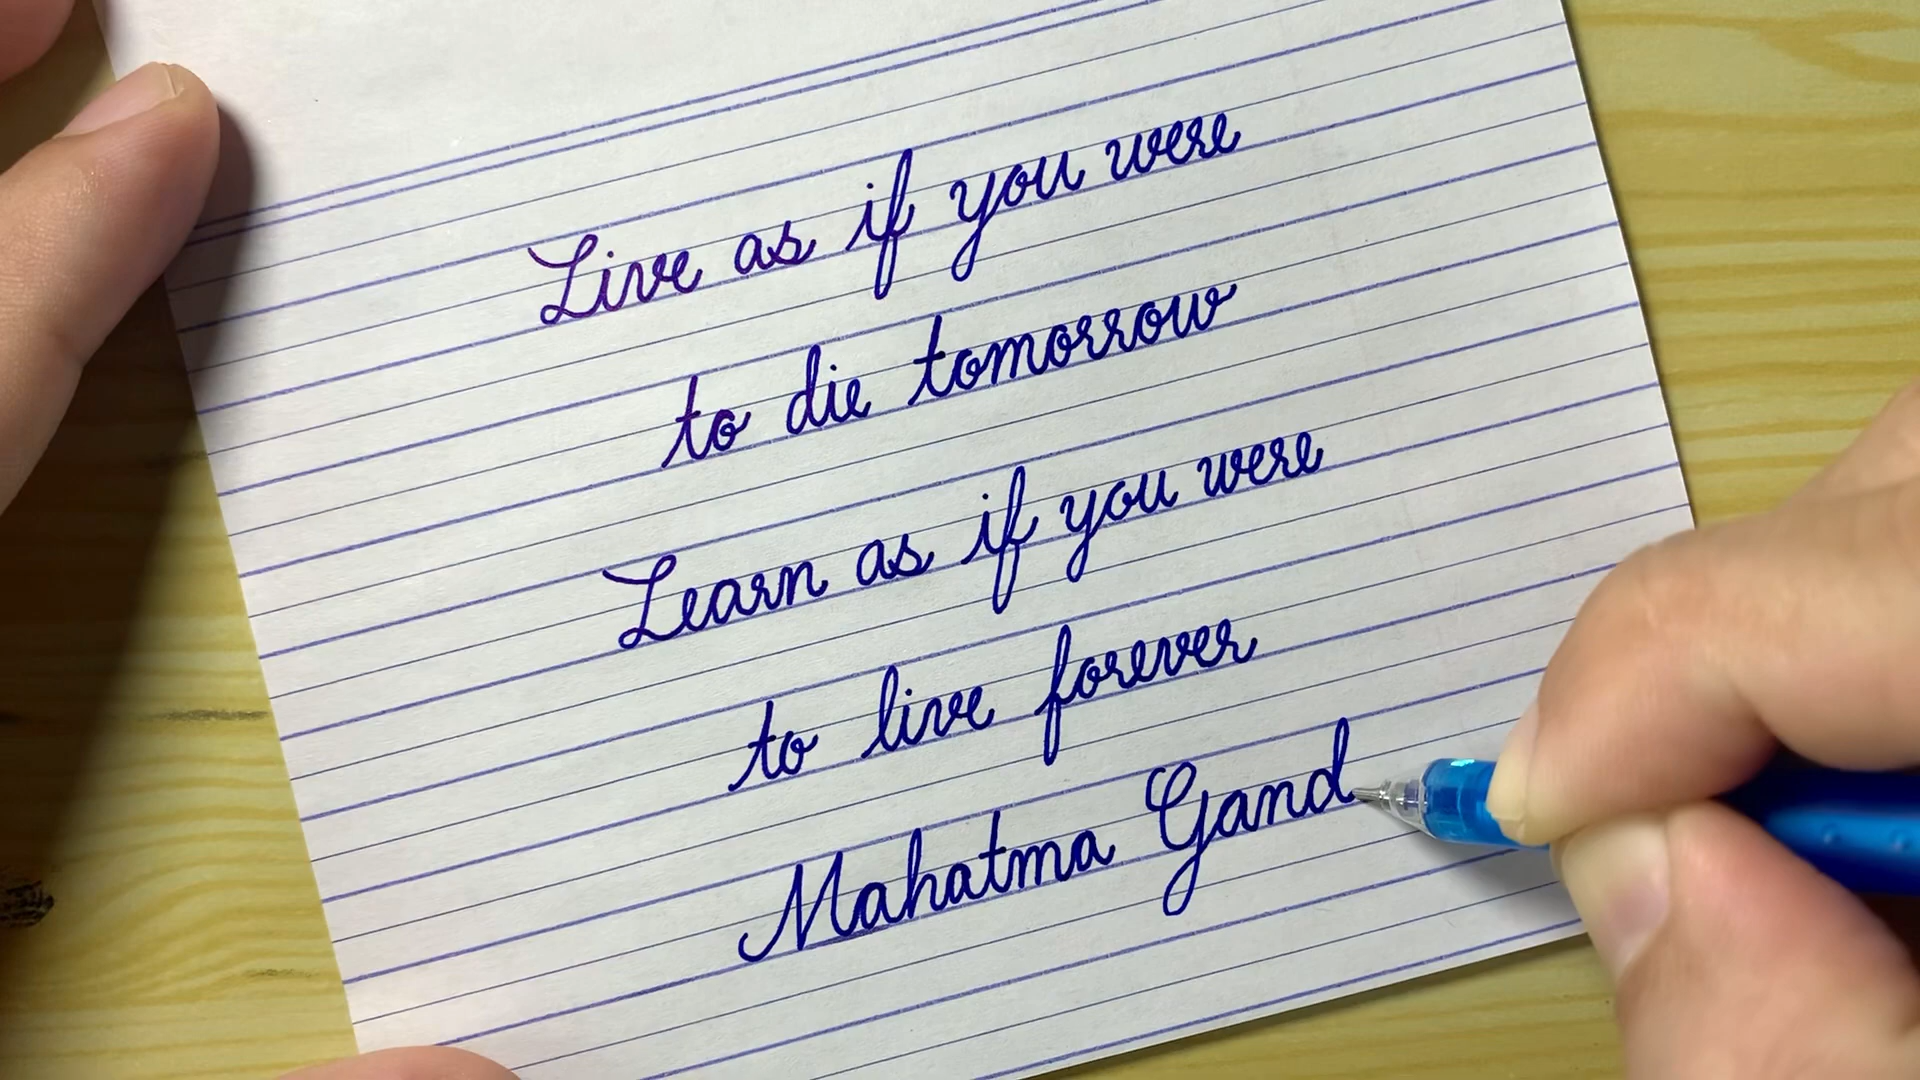 Live as if you were
to die tomorrow
Learn as if you were
to live forever
Mahatma Gand